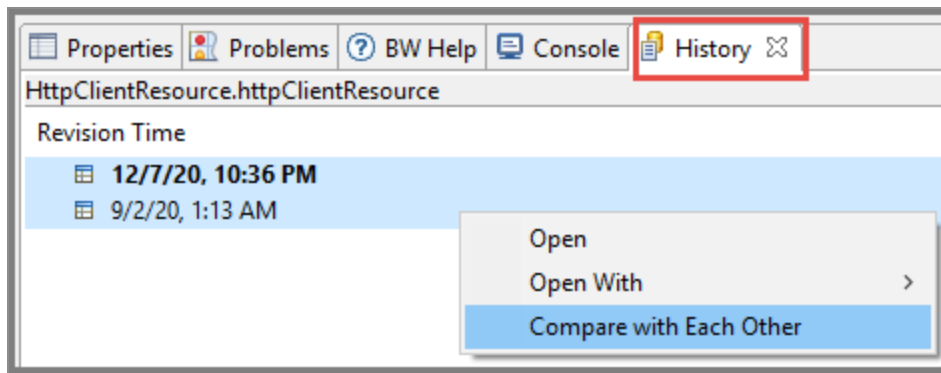 Properties Problems BW Help Console History
HttpClientResource.httpClientResource
Revision Time
12/7/20, 10:36 PM
9/2/20, 1:13 AM
Open
Open With
Compare with Each Other